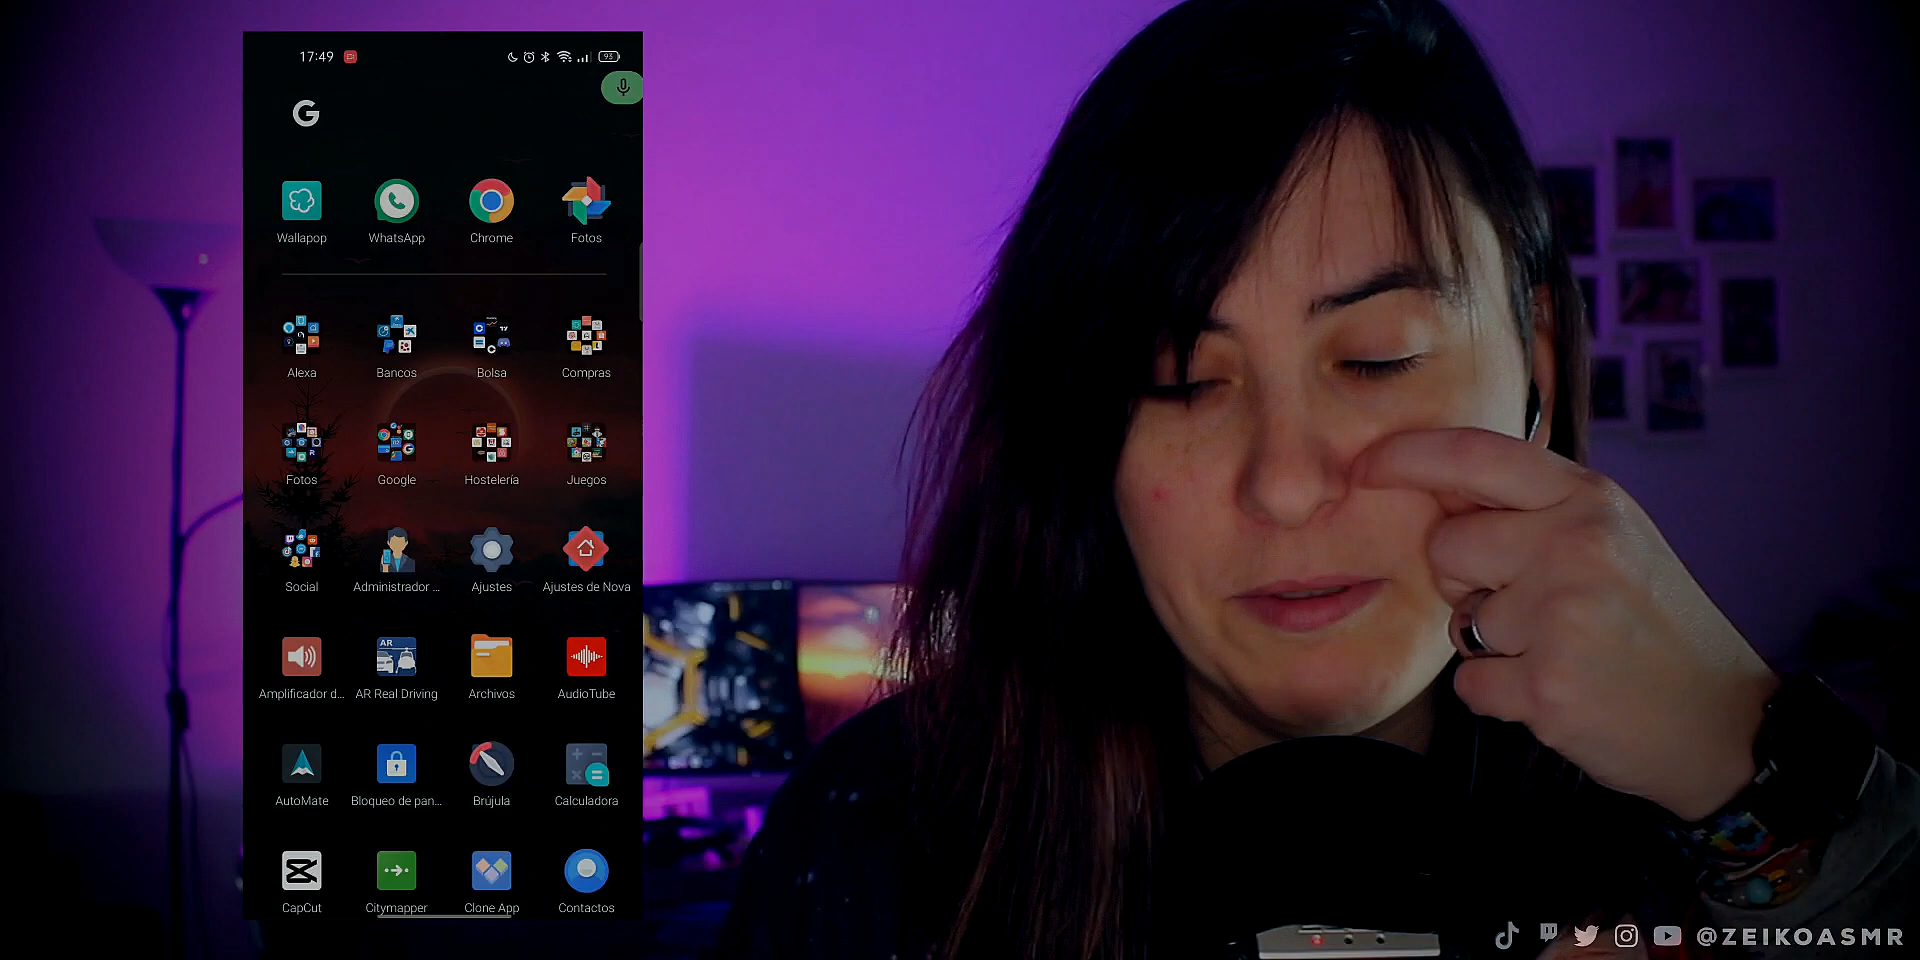 17:49
93
G
Wallapop WhatsApp Chrome Fotos
Alexa Bancos Bolsa Compras
Fotos Google Hostelería Juegos
Social Administrador ... Ajustes Ajustes de Nova
AR
Amplificador d... AR Real Driving Archivos AudioTube
AutoMate Bloqueo de pan... Brújula Calculadora
CapCut Citymapper Clone App Contactos
@ZEIKOASMR